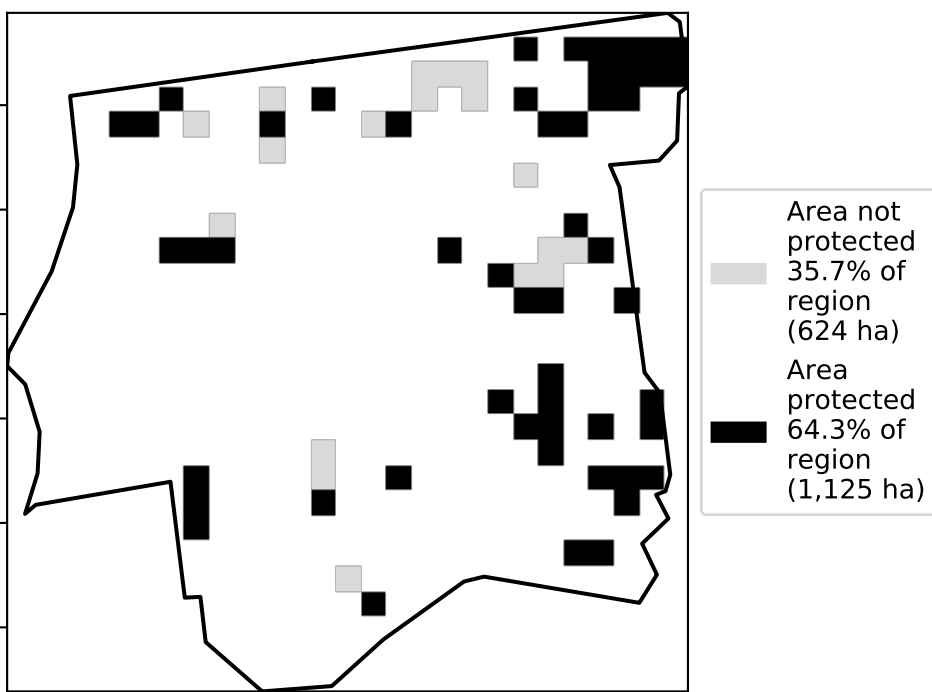 Area not
protected
35.7% of
region
(624 ha)
Area
protected
64.3% of
region
(1,125 ha)